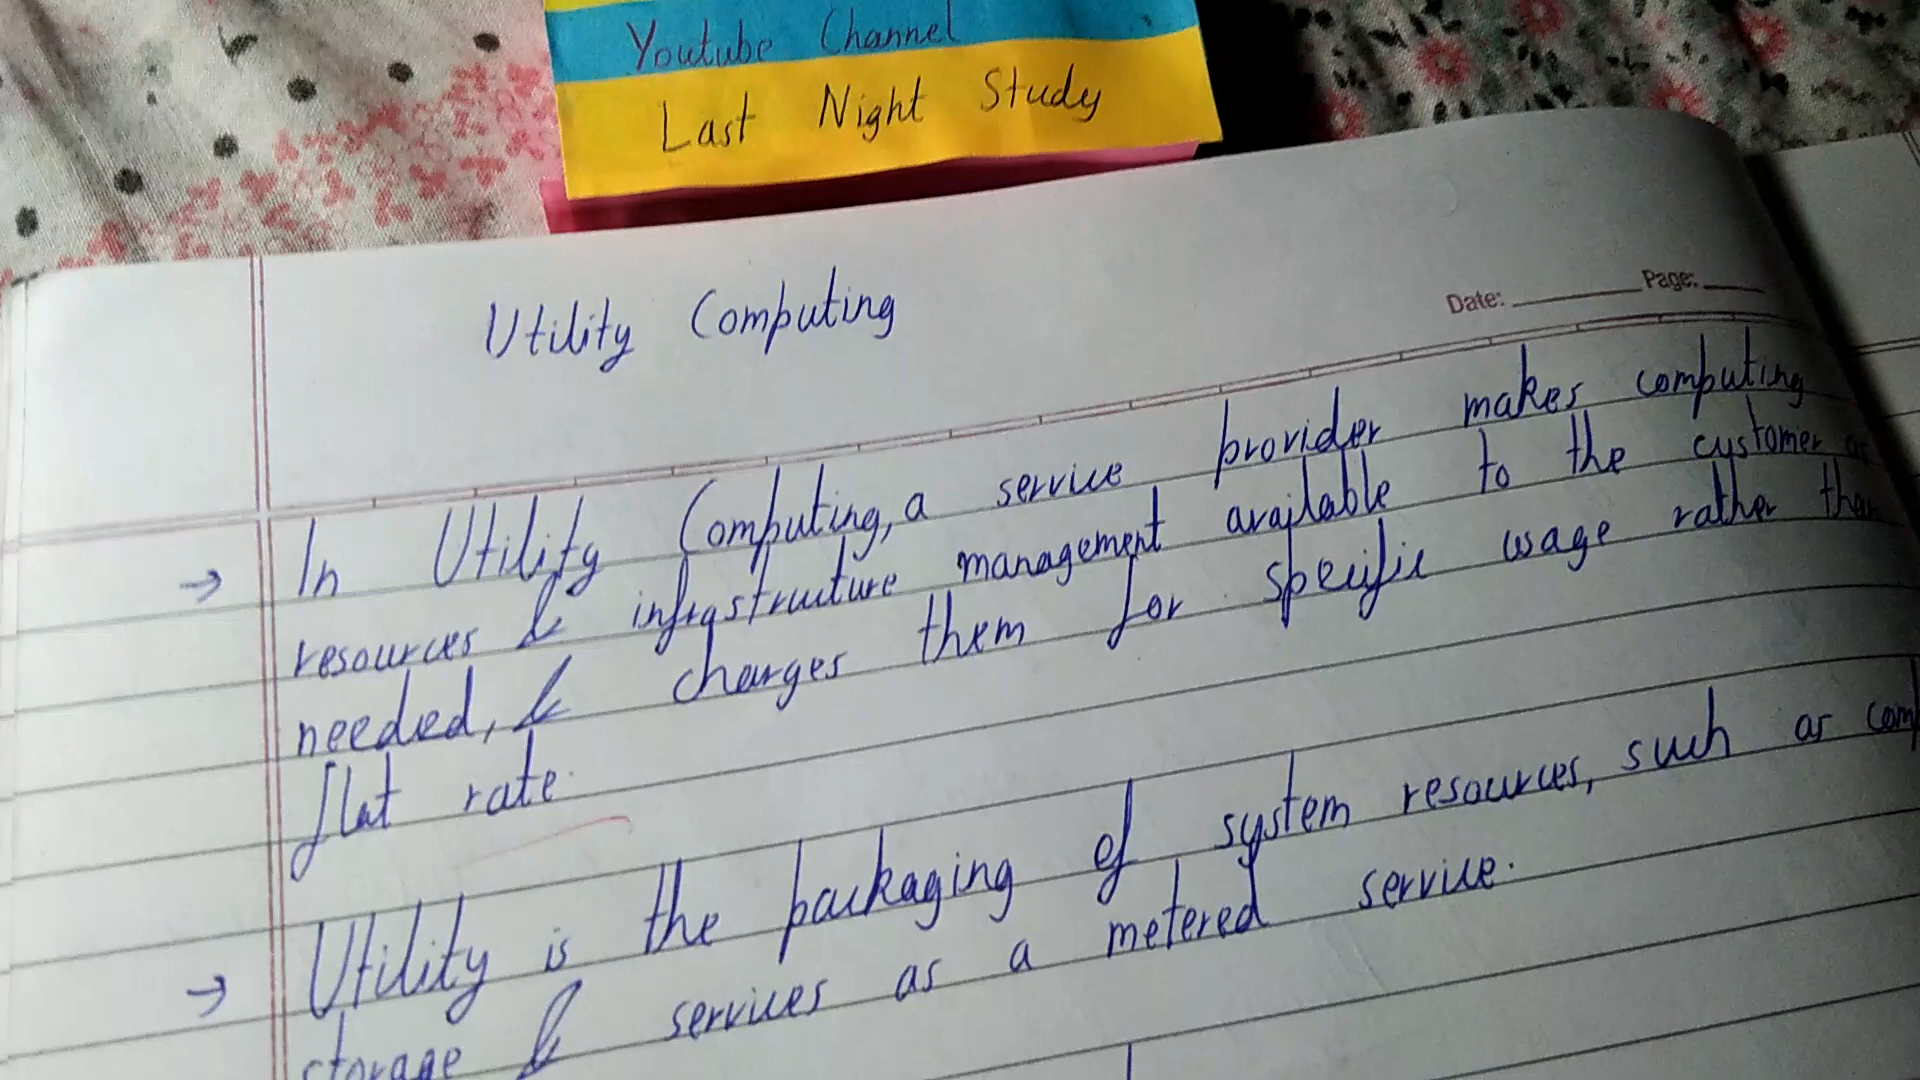 Youtube Channel
Last Night Study
Utility Computing
Date: Page:
→ In Utility Computing, a service provider makes computing
resources & infrastructure management available to the customer as
needed, & charges them for specific usage rather than
flat rate.
→ Utility is the packaging of system resources, such as
storage & services as a metered service.